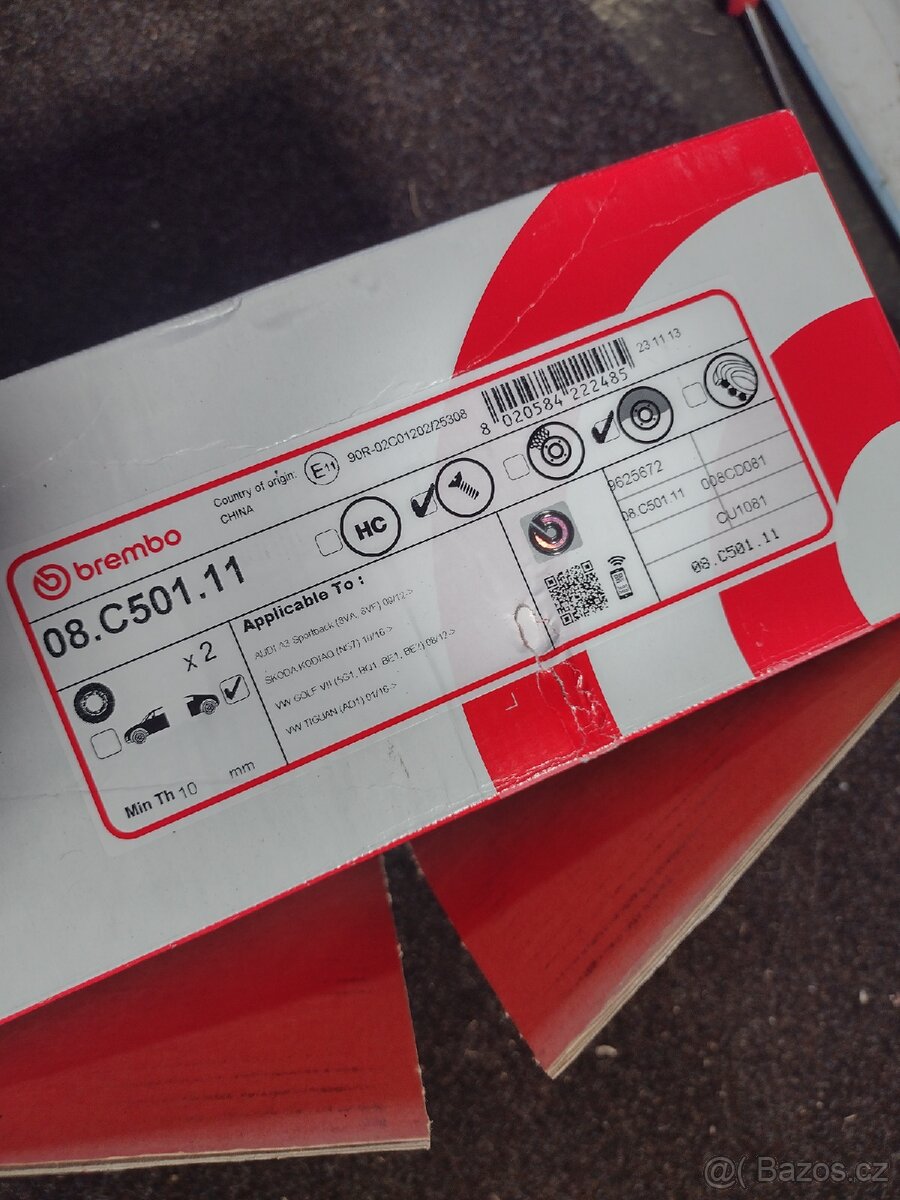 brembo
Country of origin:
CHINA
E11
90R-02C01202/25308
8 020584 222485
23 11 13
08.C501.11
x 2
Min Th 10 mm
HC
Applicable To :
AUDI A3 Sportback (8VA, 8VF) 09/12->
SKODA KODIAQ (NS7) 10/16->
VW GOLF VII (5G1, BQ1, BE1, BE2) 08/12->
VW TIGUAN (AD1) 01/16->
9625672
008CD081
08.C501.11
CU1081
08.C501.11
@( Bazos.cz